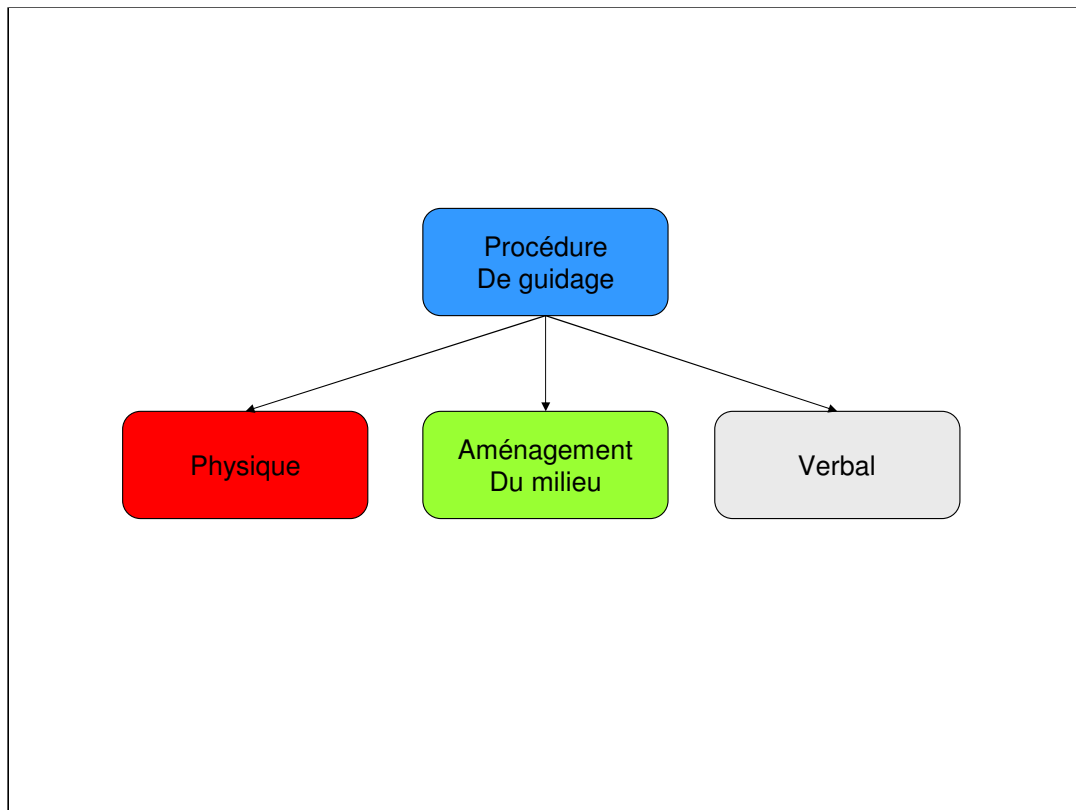 Procédure
De guidage
Physique
Aménagement
Du milieu
Verbal